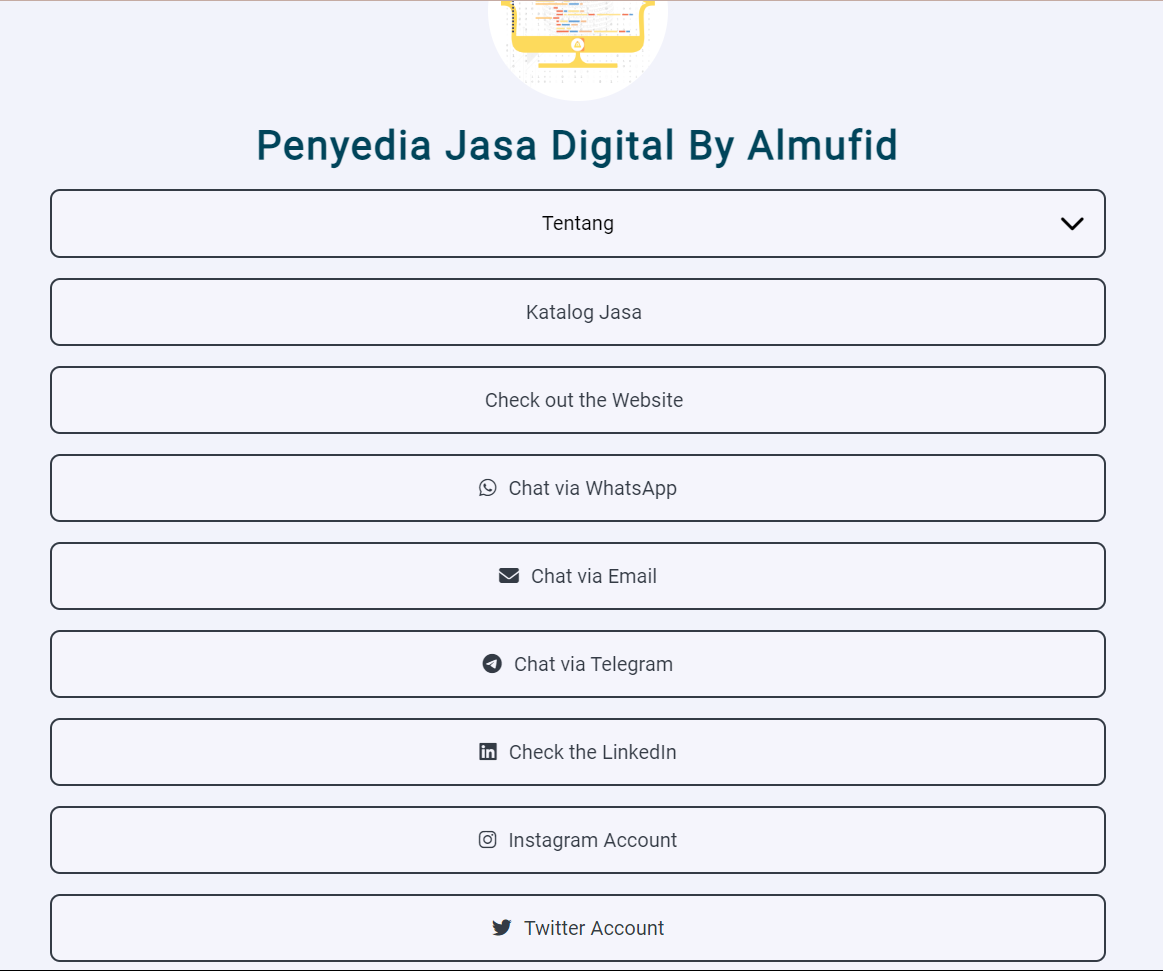 Penyedia Jasa Digital By Almufid
Tentang
Katalog Jasa
Check out the Website
Chat via WhatsApp
Chat via Email
Chat via Telegram
Check the LinkedIn
Instagram Account
Twitter Account